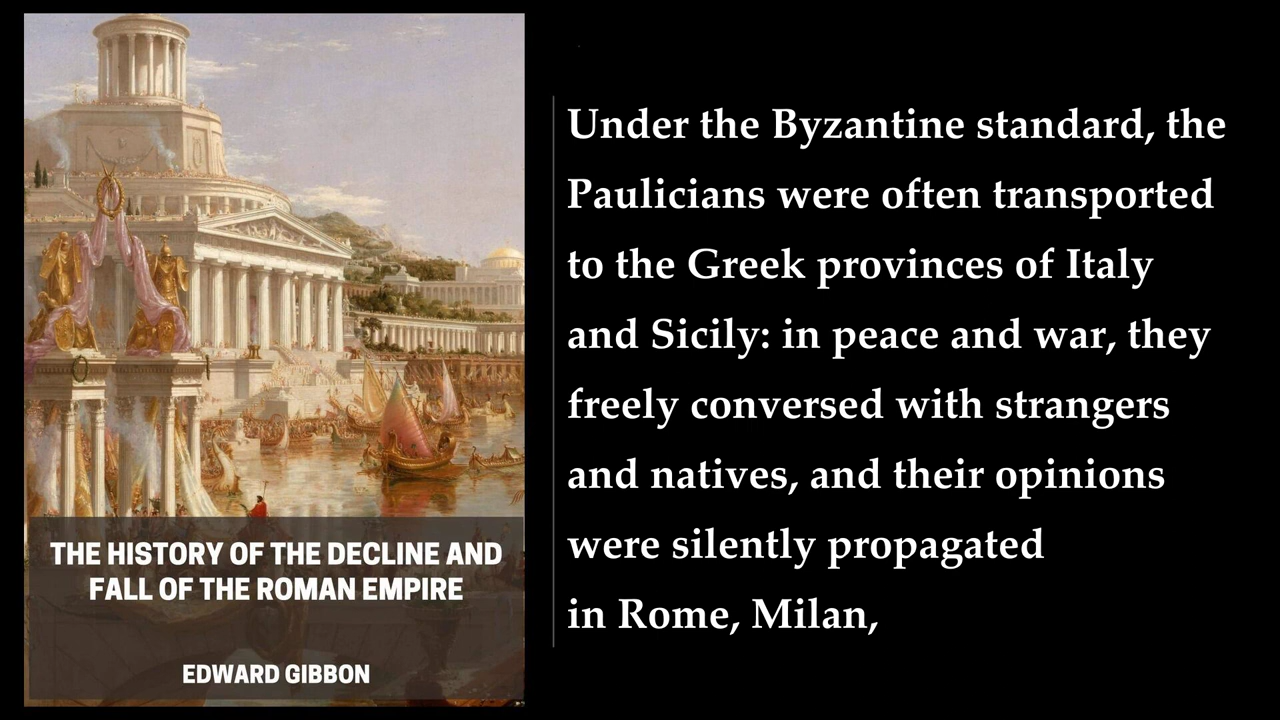 THE HISTORY OF THE DECLINE AND
FALL OF THE ROMAN EMPIRE
EDWARD GIBBON
Under the Byzantine standard, the
Paulicians were often transported
to the Greek provinces of Italy
and Sicily: in peace and war, they
freely conversed with strangers
and natives, and their opinions
were silently propagated
in Rome, Milan,